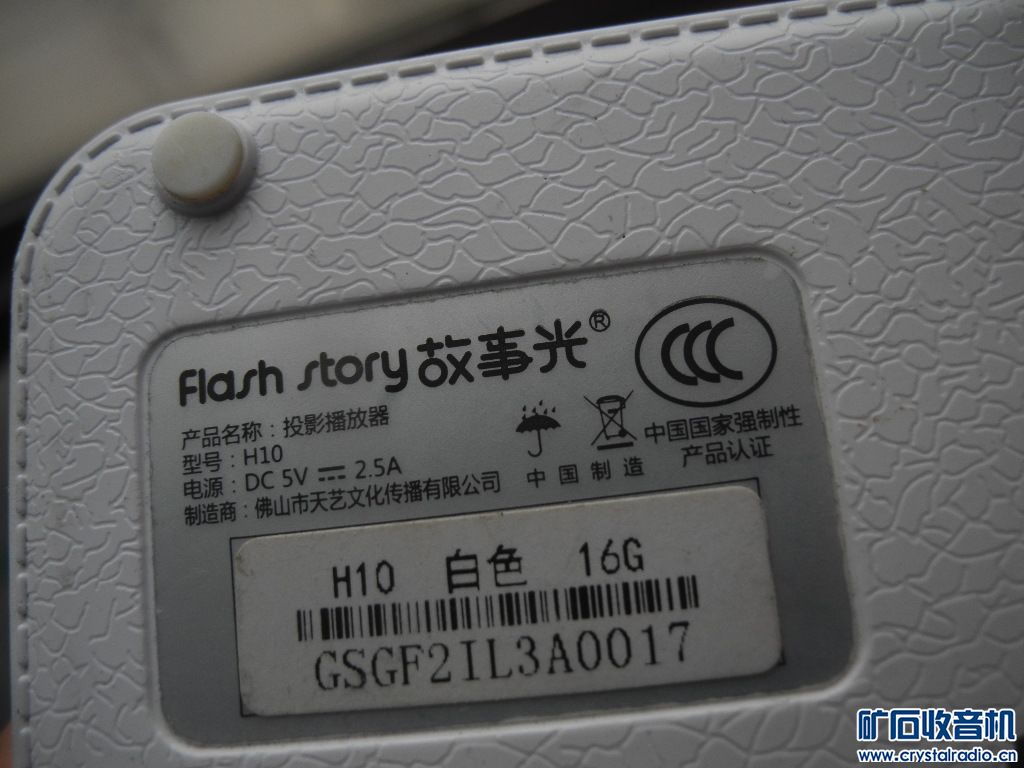 Flash story 故事光®
CCC
产品名称：投影播放器
型号：H10
电源：DC 5V ⎓ 2.5A
制造商：佛山市天艺文化传播有限公司
中国制造
中国国家强制性
产品认证
H10 白色 16G
GSGF2IL3A0017
矿石收音机
www.crystalradio.cn